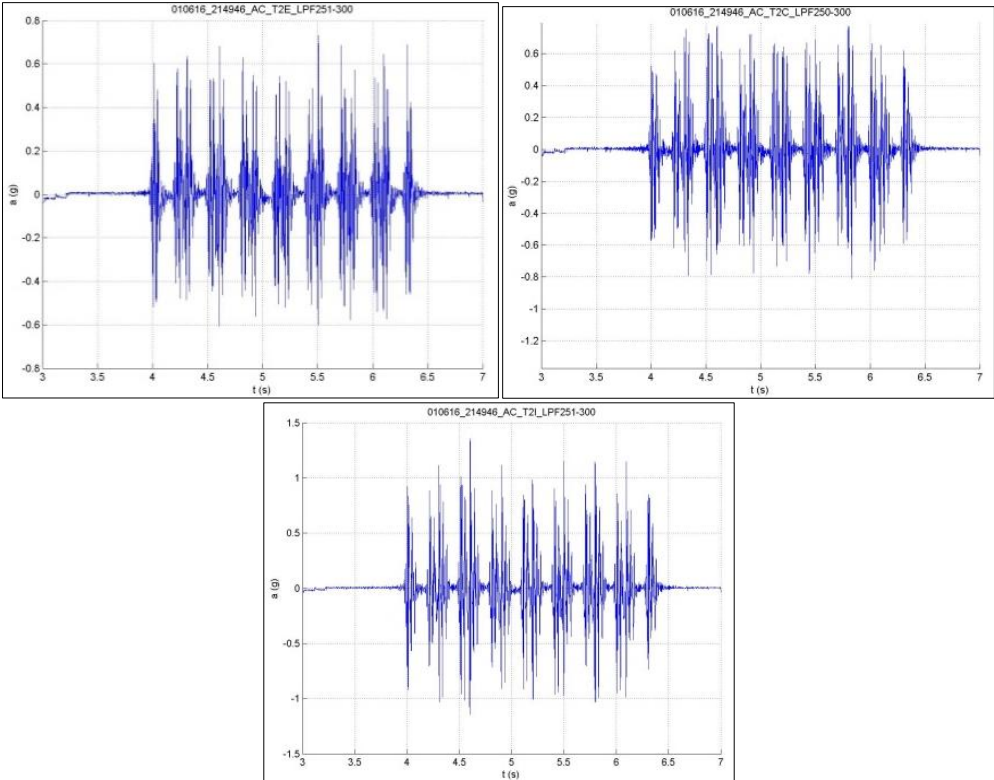 010616_214946_AC_T2E_LPF251-300
0.8
0.6
0.4
0.2
0
-0.2
-0.4
-0.6
-0.8
a (g)
3 3.5 4 4.5 5 5.5 6 6.5 7
t (s)
010616_214946_AC_T2C_LPF250-300
0.6
0.4
0.2
0
-0.2
-0.4
-0.6
-0.8
-1
-1.2
a (g)
3 3.5 4 4.5 5 5.5 6 6.5 7
t (s)
010616_214946_AC_T2I_LPF251-300
1.5
1
0.5
0
-0.5
-1
-1.5
a (g)
3 3.5 4 4.5 5 5.5 6 6.5 7
t (s)